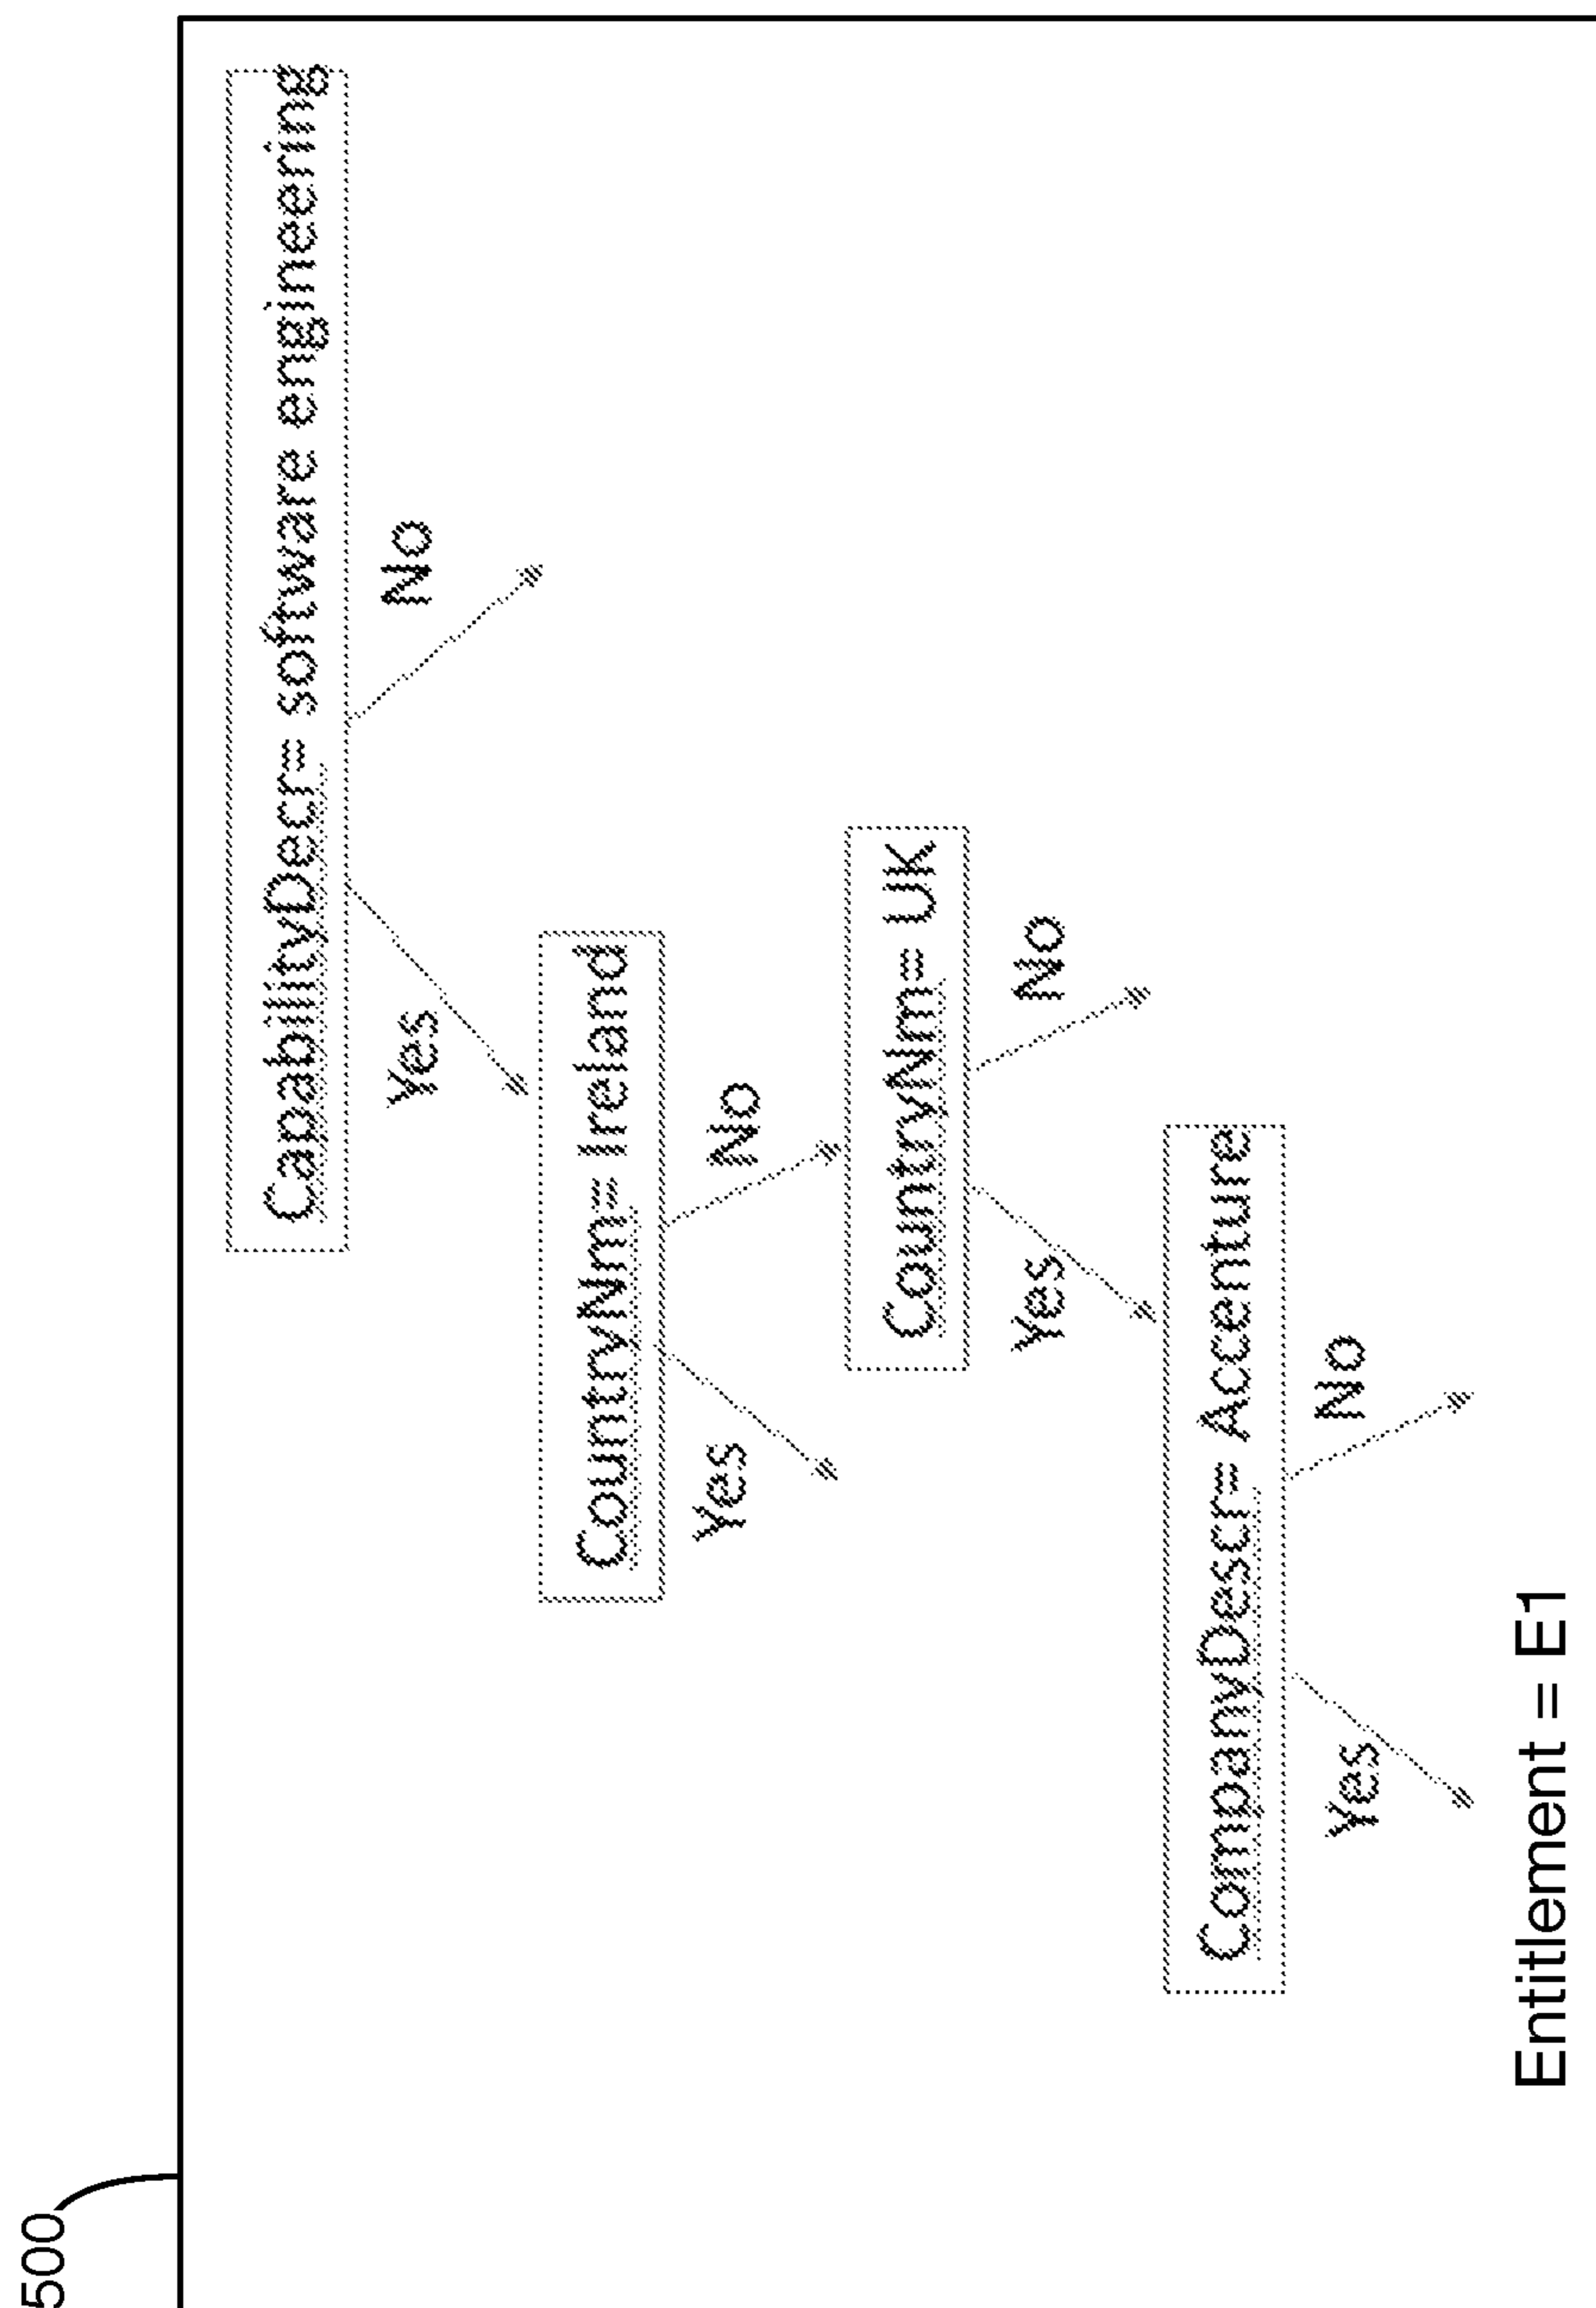 500
CapabilityDecr= software engineering
Yes
No
CountryNm= Ireland
Yes
No
CountryNm= UK
Yes
No
CompanyDescr= Accenture
Yes
No
Entitlement = E1